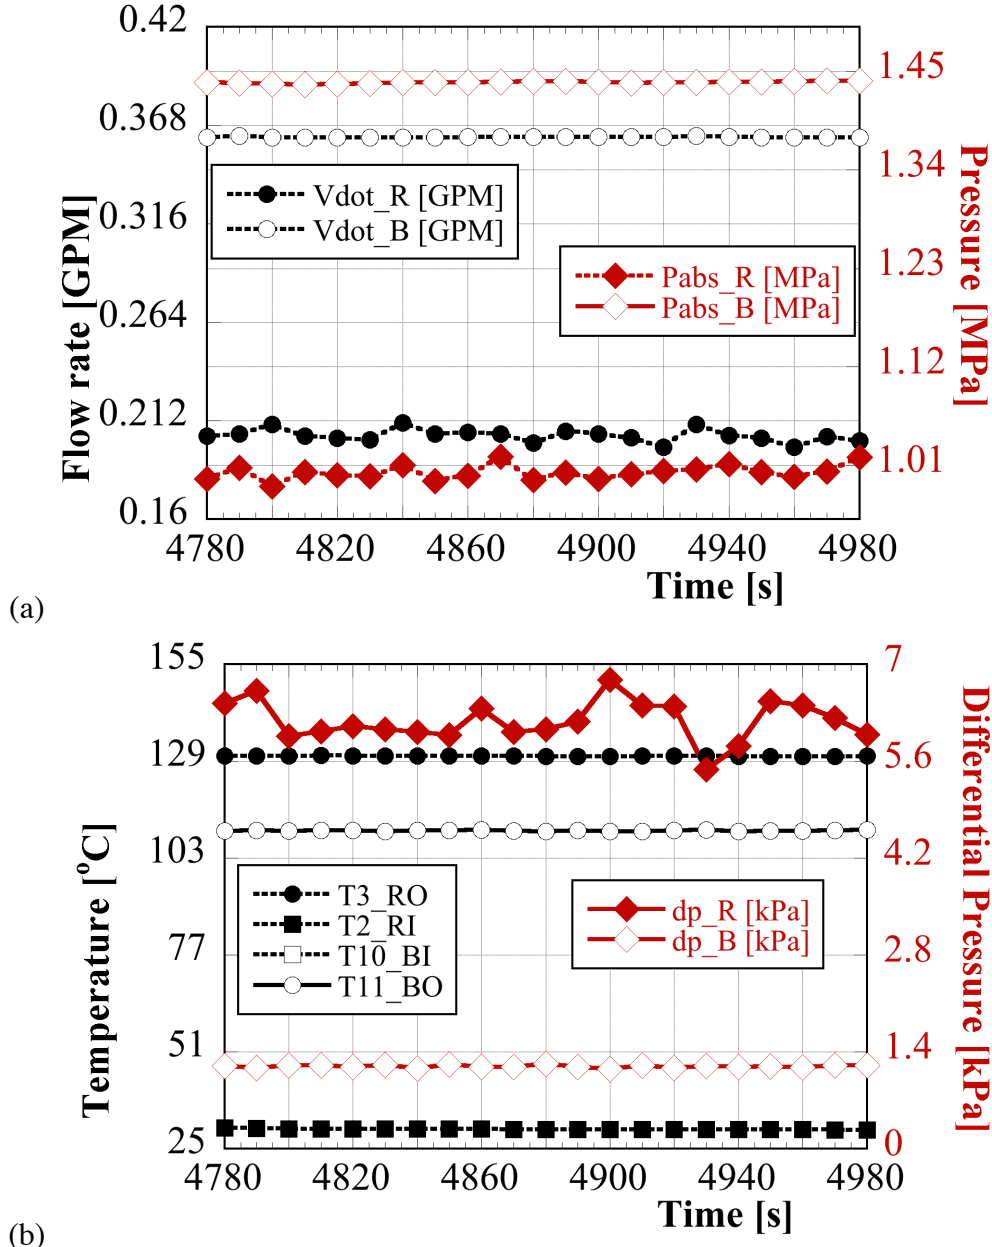 0.42
0.368
0.316
0.264
0.212
0.16
Flow rate [GPM]
1.45
1.34
1.23
1.12
1.01
Pressure [MPa]
Vdot_R [GPM]
Vdot_B [GPM]
Pabs_R [MPa]
Pabs_B [MPa]
4780 4820 4860 4900 4940 4980
Time [s]
(a)
155
129
103
77
51
25
Temperature [°C]
7
5.6
4.2
2.8
1.4
0
Differential Pressure [kPa]
T3_RO
T2_RI
T10_BI
T11_BO
dp_R [kPa]
dp_B [kPa]
4780 4820 4860 4900 4940 4980
Time [s]
(b)